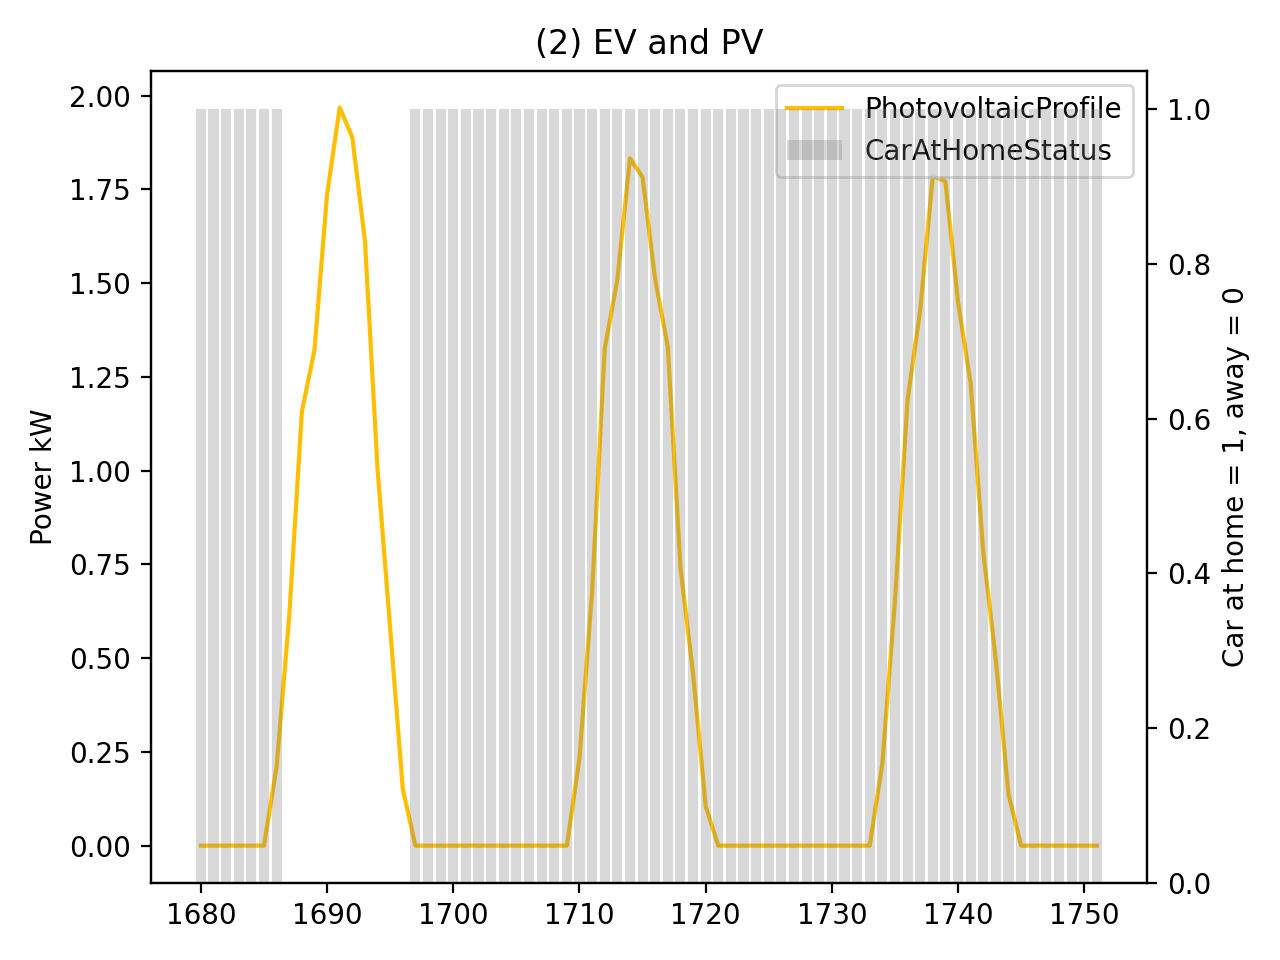 (2) EV and PV
PhotovoltaicProfile
CarAtHomeStatus
Power kW
2.00
1.75
1.50
1.25
1.00
0.75
0.50
0.25
0.00
1.0
0.8
0.6
0.4
0.2
0.0
Car at home = 1, away = 0
1680 1690 1700 1710 1720 1730 1740 1750